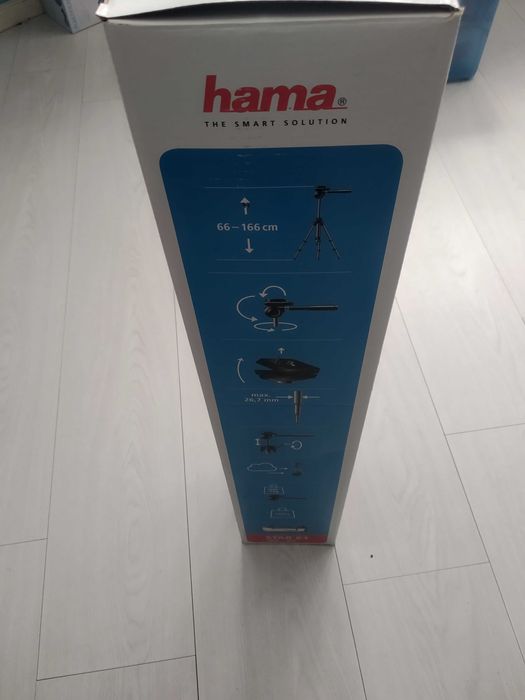 hama®
THE SMART SOLUTION
66 – 166 cm
max.
26,7 mm